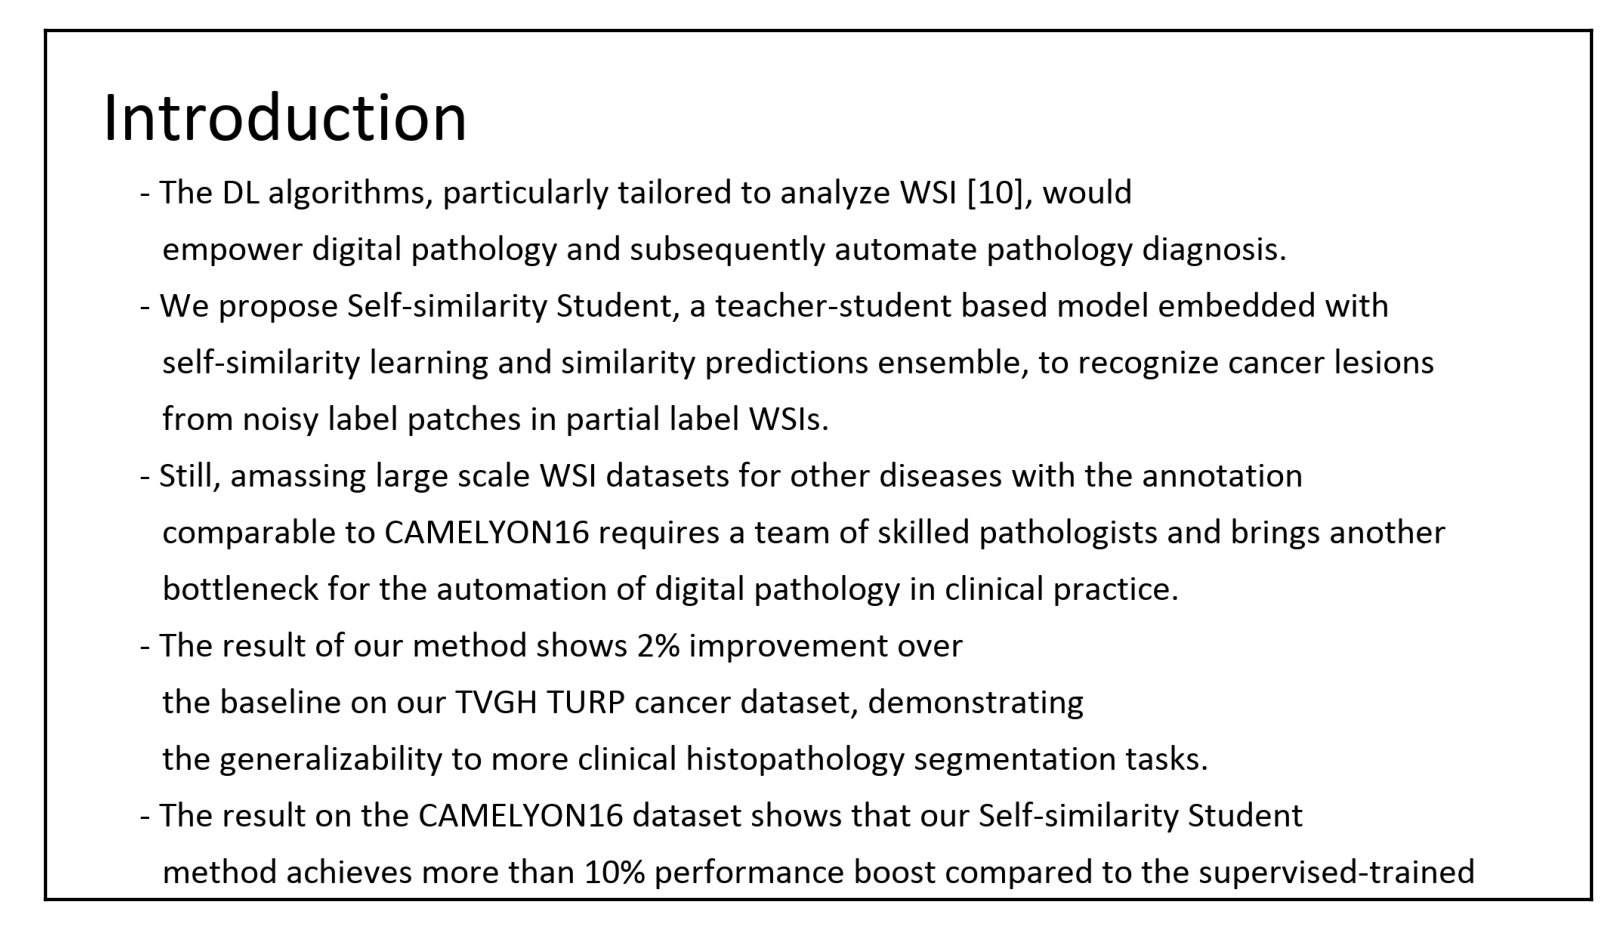 Introduction
- The DL algorithms, particularly tailored to analyze WSI [10], would
empower digital pathology and subsequently automate pathology diagnosis.
- We propose Self-similarity Student, a teacher-student based model embedded with
self-similarity learning and similarity predictions ensemble, to recognize cancer lesions
from noisy label patches in partial label WSIs.
- Still, amassing large scale WSI datasets for other diseases with the annotation
comparable to CAMELYON16 requires a team of skilled pathologists and brings another
bottleneck for the automation of digital pathology in clinical practice.
- The result of our method shows 2% improvement over
the baseline on our TVGH TURP cancer dataset, demonstrating
the generalizability to more clinical histopathology segmentation tasks.
- The result on the CAMELYON16 dataset shows that our Self-similarity Student
method achieves more than 10% performance boost compared to the supervised-trained